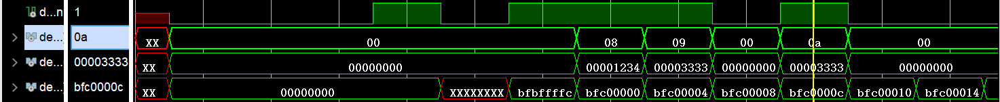 d...n 1
de... 0a XX 00 08 09 00 0a 00
de... 00003333 XX 00000000 00001234 00003333 00000000 00003333 00000000
de... bfc0000c XX 00000000 XXXXXXXX bfbffffc bfc00000 bfc00004 bfc00008 bfc0000c bfc00010 bfc00014